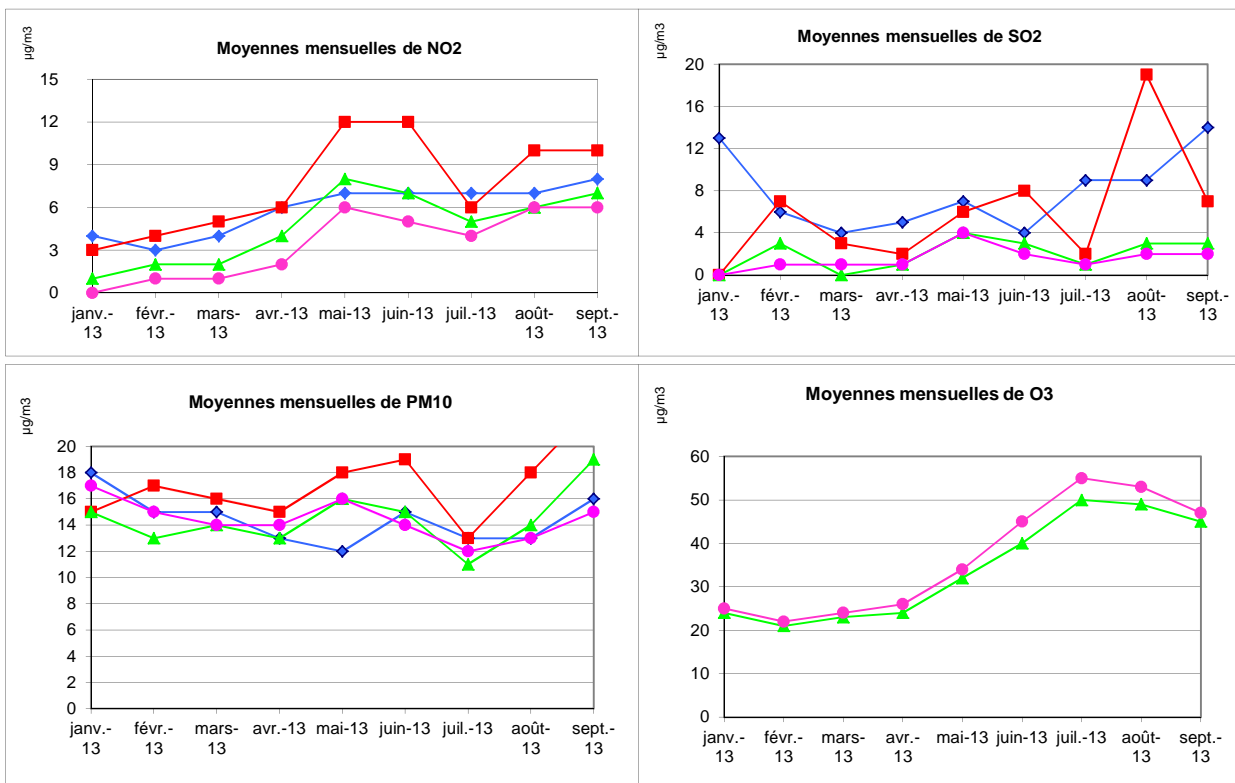 µg/m3
Moyennes mensuelles de NO2
15
12
9
6
3
0
janv.- févr.- mars- avr.-13 mai-13 juin-13 juil.-13 août- sept.-
13 13 13 13 13
µg/m3
Moyennes mensuelles de SO2
20
16
12
8
4
0
janv.- févr.- mars- avr.-13 mai-13 juin-13 juil.-13 août- sept.-
13 13 13 13 13
µg/m3
Moyennes mensuelles de PM10
20
18
16
14
12
10
8
6
4
2
0
janv.- févr.- mars- avr.-13 mai-13 juin-13 juil.-13 août- sept.-
13 13 13 13 13
µg/m3
Moyennes mensuelles de O3
60
50
40
30
20
10
0
janv.- févr.- mars- avr.-13 mai-13 juin-13 juil.-13 août- sept.-
13 13 13 13 13